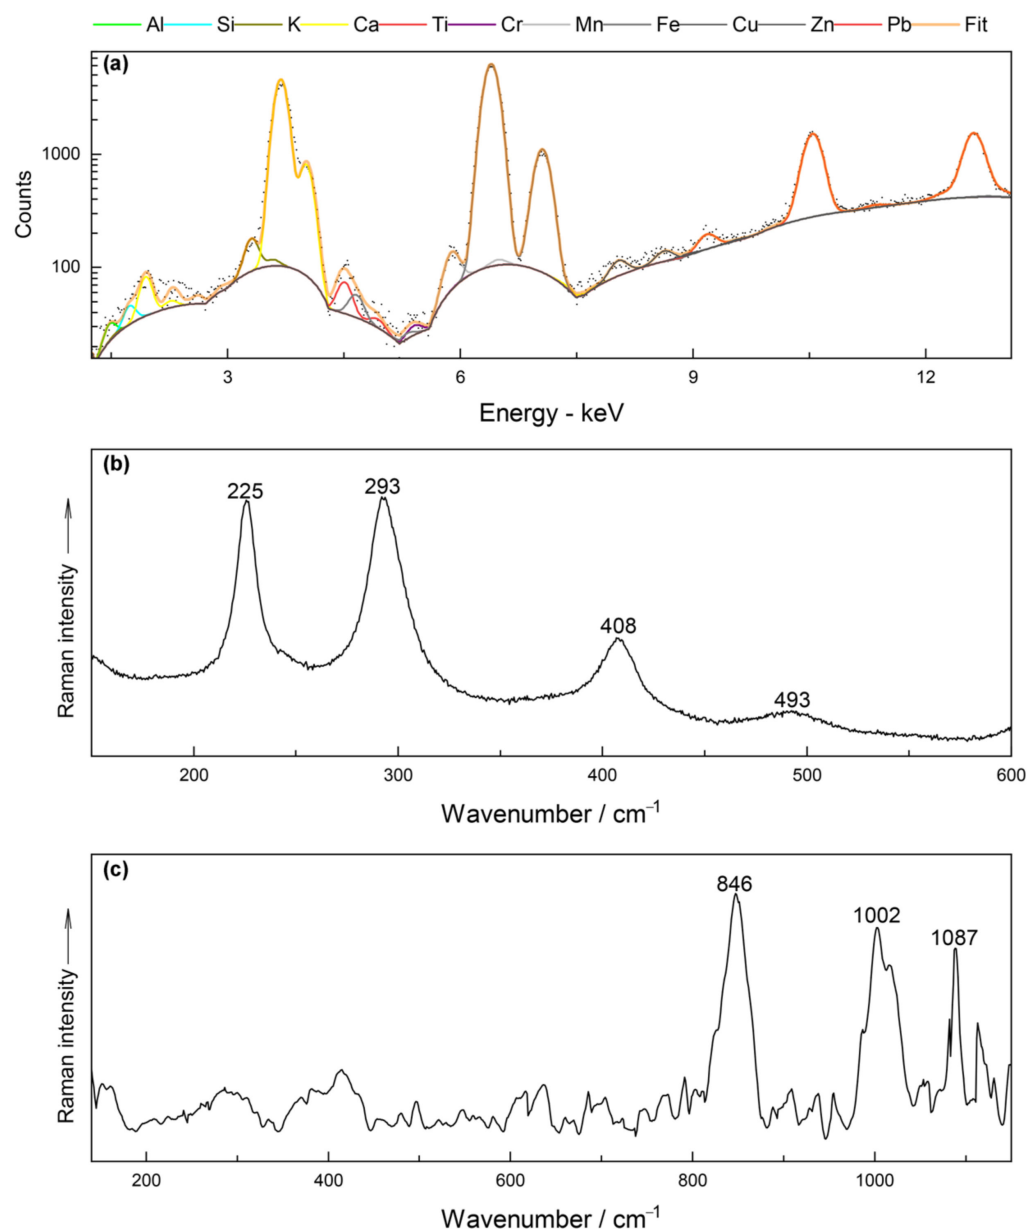 Al Si K Ca Ti Cr Mn Fe Cu Zn Pb Fit
(a)
1000
100
Counts
3 6 9 12
Energy - keV
(b)
225 293 408 493
Raman intensity
200 300 400 500 600
Wavenumber / cm⁻¹
(c)
846 1002 1087
Raman intensity
200 400 600 800 1000
Wavenumber / cm⁻¹